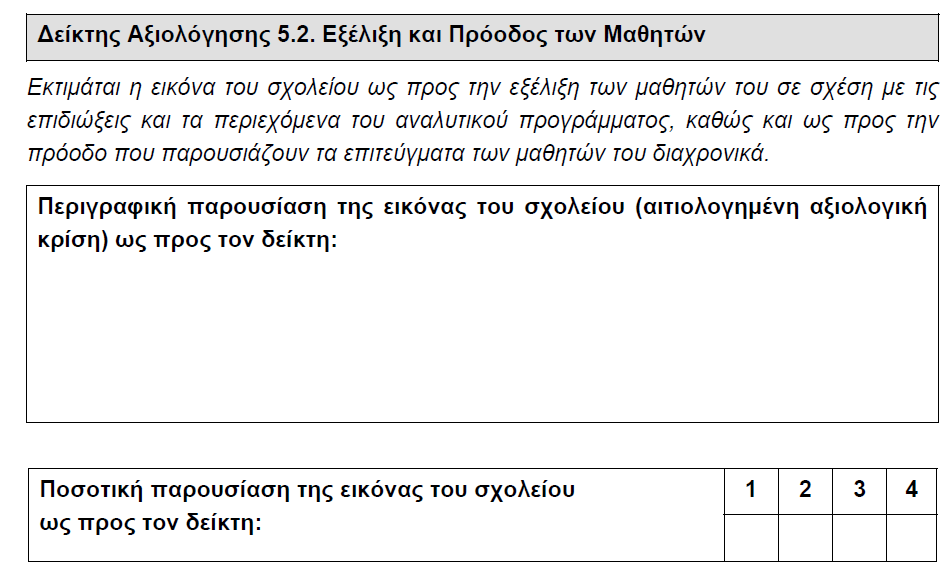 Δείκτης Αξιολόγησης 5.2. Εξέλιξη και Πρόοδος των Μαθητών
Εκτιμάται η εικόνα του σχολείου ως προς την εξέλιξη των μαθητών του σε σχέση με τις
επιδιώξεις και τα περιεχόμενα του αναλυτικού προγράμματος, καθώς και ως προς την
πρόοδο που παρουσιάζουν τα επιτεύγματα των μαθητών του διαχρονικά.
Περιγραφική παρουσίαση της εικόνας του σχολείου (αιτιολογημένη αξιολογική
κρίση) ως προς τον δείκτη:
Ποσοτική παρουσίαση της εικόνας του σχολείου
ως προς τον δείκτη:
1 2 3 4